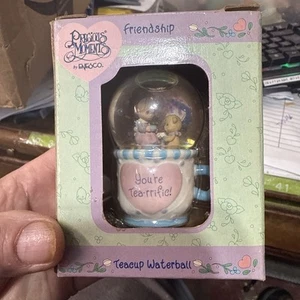 Precious
Moments
by Enesco.
Friendship
You're
Tea-rrific!
Teacup Waterball